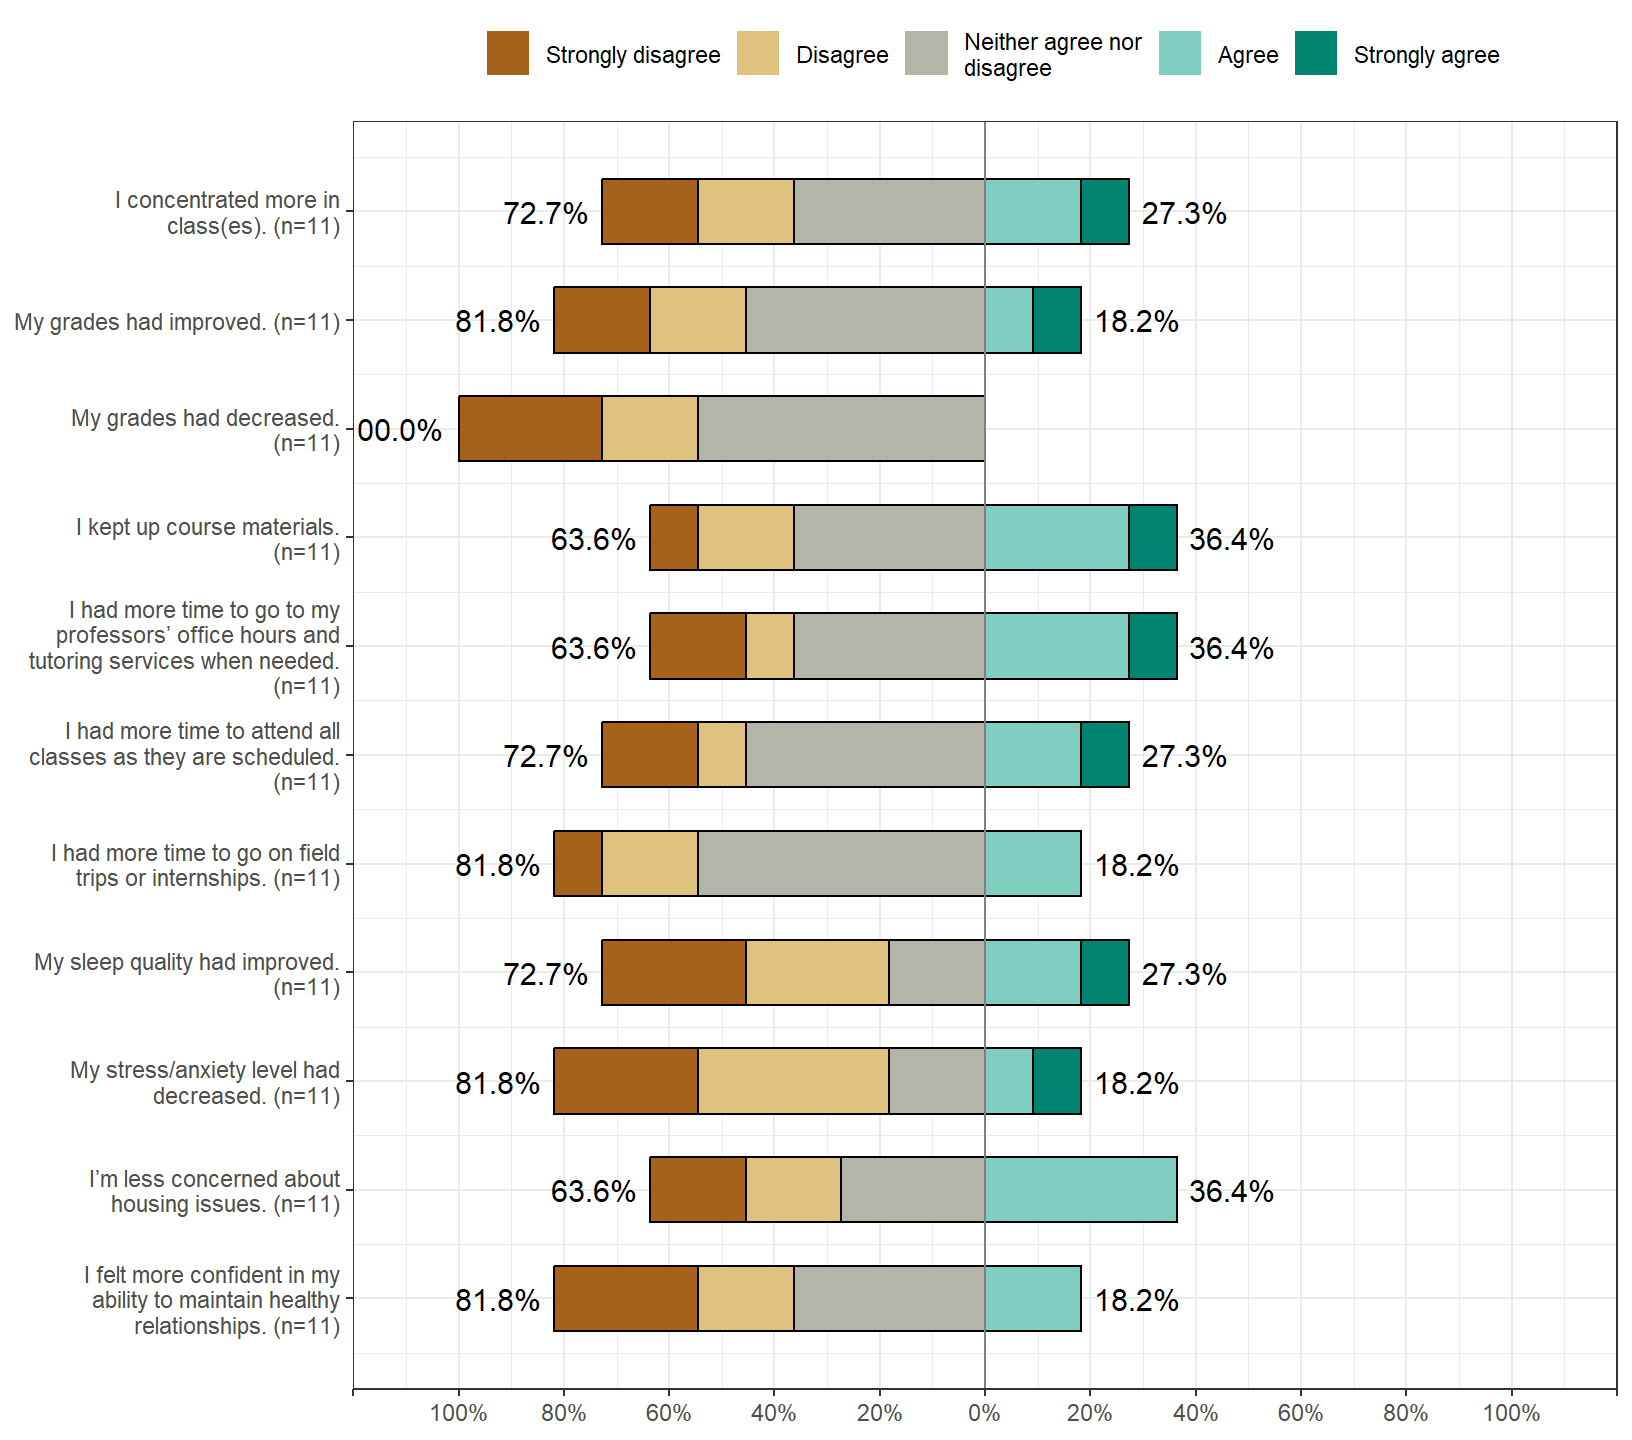 Strongly disagree
Disagree
Neither agree nor
disagree
Agree
Strongly agree
I concentrated more in
class(es). (n=11)
72.7%
27.3%
My grades had improved. (n=11)
81.8%
18.2%
My grades had decreased.
(n=11)
00.0%
I kept up course materials.
(n=11)
63.6%
36.4%
I had more time to go to my
professors’ office hours and
tutoring services when needed.
(n=11)
63.6%
36.4%
I had more time to attend all
classes as they are scheduled.
(n=11)
72.7%
27.3%
I had more time to go on field
trips or internships. (n=11)
81.8%
18.2%
My sleep quality had improved.
(n=11)
72.7%
27.3%
My stress/anxiety level had
decreased. (n=11)
81.8%
18.2%
I’m less concerned about
housing issues. (n=11)
63.6%
36.4%
I felt more confident in my
ability to maintain healthy
relationships. (n=11)
81.8%
18.2%
100% 80% 60% 40% 20% 0% 20% 40% 60% 80% 100%